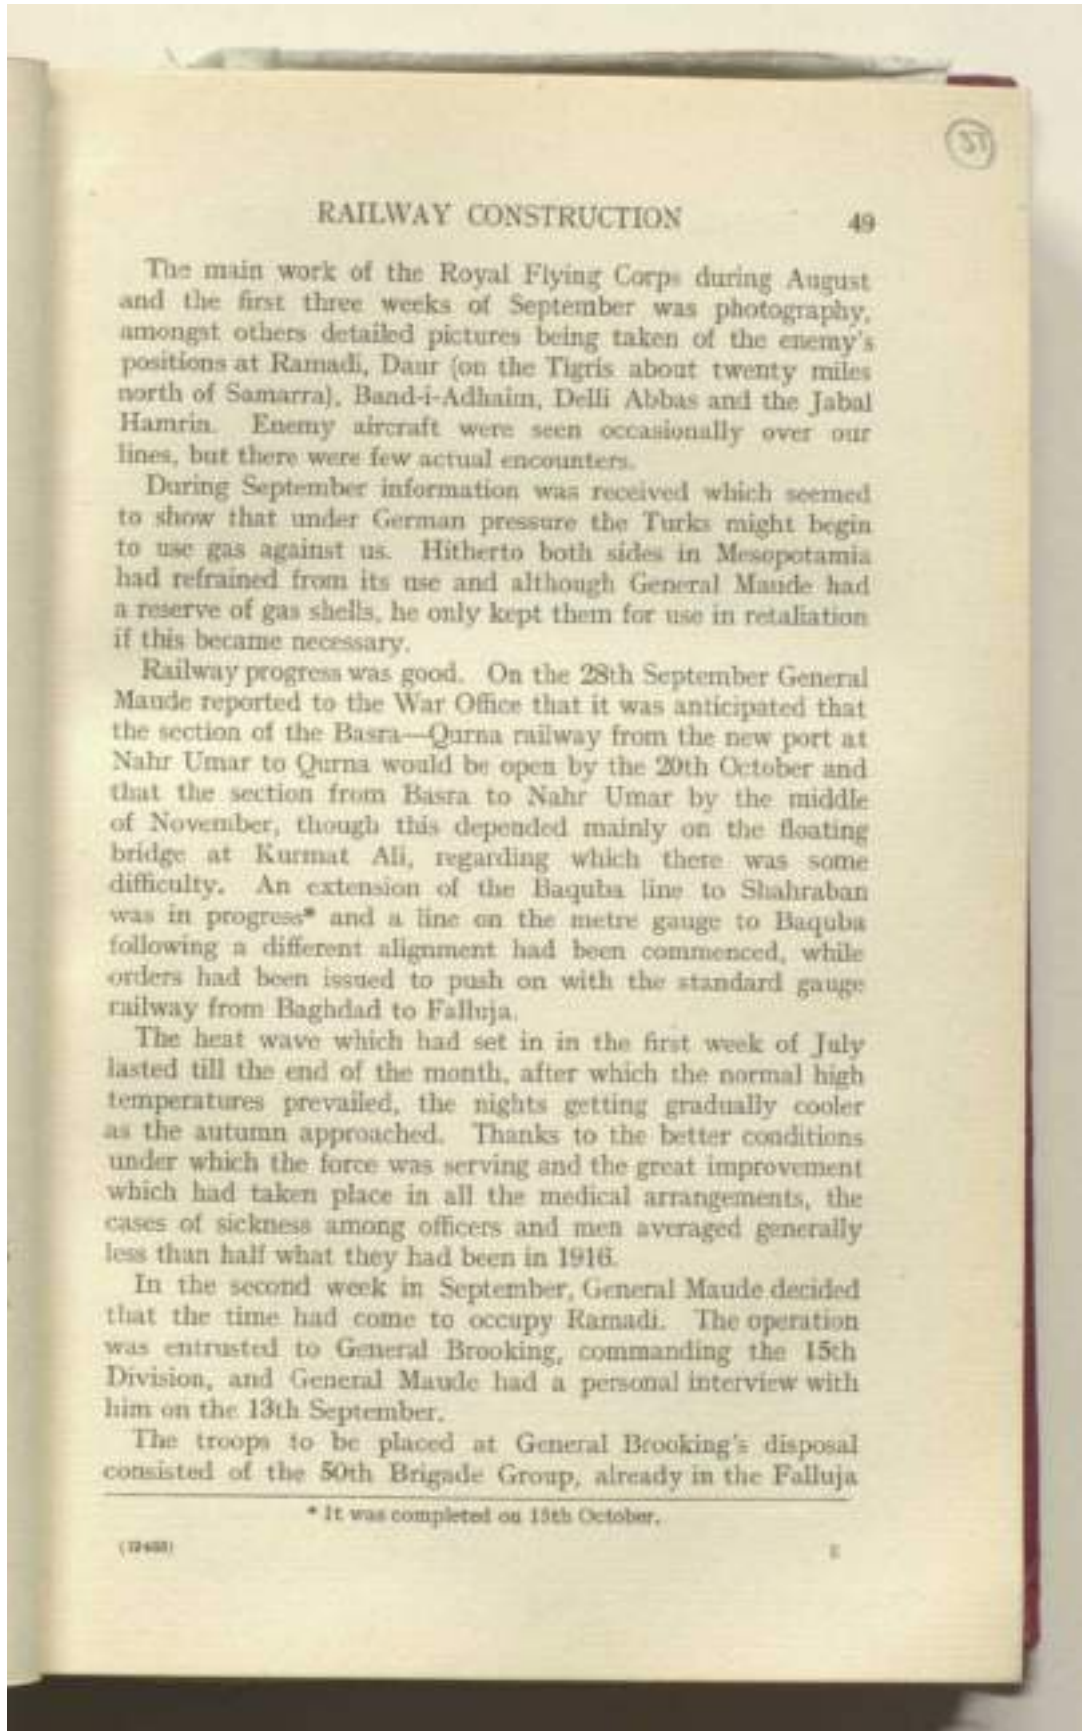 RAILWAY CONSTRUCTION 49
The main work of the Royal Flying Corps during August
and the first three weeks of September was photography,
amongst others detailed pictures being taken of the enemy's
positions at Ramadi, Daur (on the Tigris about twenty miles
north of Samarra), Band-i-Adhaim, Delli Abbas and the Jabal
Hamrin. Enemy aircraft were seen occasionally over our
lines, but there were few actual encounters.
During September information was received which seemed
to show that under German pressure the Turks might begin
to use gas against us. Hitherto both sides in Mesopotamia
had refrained from its use and although General Maude had
a reserve of gas shells, he only kept them for use in retaliation
if this became necessary.
Railway progress was good. On the 28th September General
Maude reported to the War Office that it was anticipated that
the section of the Basra—Qurna railway from the new port at
Nahr Umar to Qurna would be open by the 20th October and
that the section from Basra to Nahr Umar by the middle
of November, though this depended mainly on the floating
bridge at Kurmat Ali, regarding which there was some
difficulty. An extension of the Baquba line to Shahraban
was in progress* and a line on the metre gauge to Baquba
following a different alignment had been commenced, while
orders had been issued to push on with the standard gauge
railway from Baghdad to Falluja.
The heat wave which had set in in the first week of July
lasted till the end of the month, after which the normal high
temperatures prevailed, the nights getting gradually cooler
as the autumn approached. Thanks to the better conditions
under which the force was serving and the great improvement
which had taken place in all the medical arrangements, the
cases of sickness among officers and men averaged generally
less than half what they had been in 1916.
In the second week in September, General Maude decided
that the time had come to occupy Ramadi. The operation
was entrusted to General Brooking, commanding the 15th
Division, and General Maude had a personal interview with
him on the 13th September.
The troops to be placed at General Brooking's disposal
consisted of the 50th Brigade Group, already in the Falluja
* It was completed on 15th October.